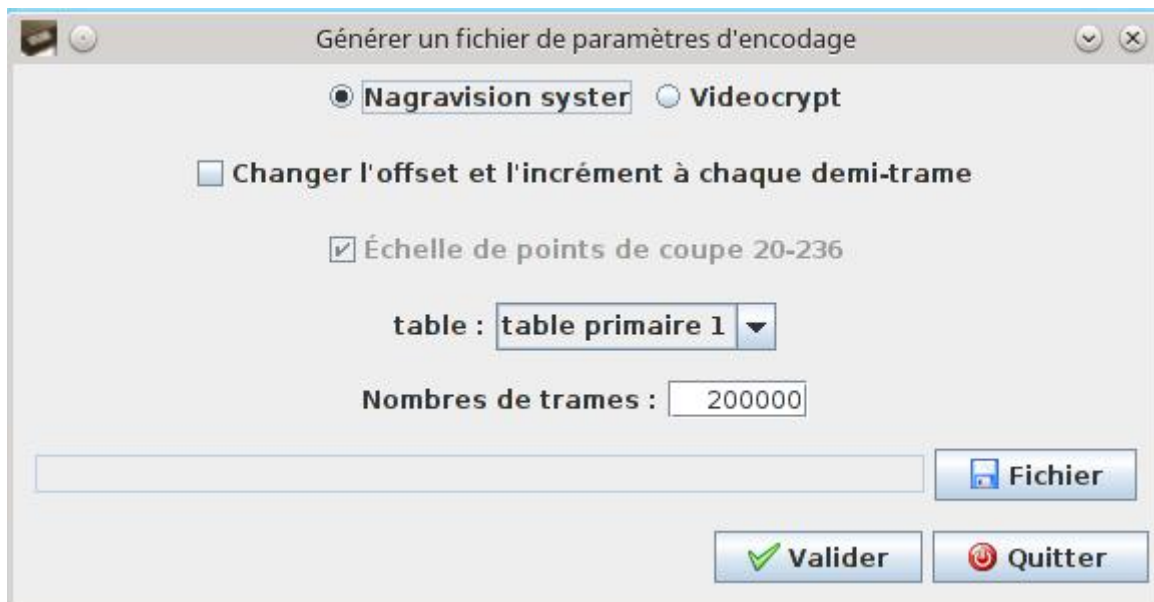 Générer un fichier de paramètres d'encodage
Nagravision syster Videocrypt
Changer l'offset et l'incrément à chaque demi-trame
Échelle de points de coupe 20-236
table : table primaire 1
Nombres de trames : 200000
Fichier
Valider Quitter